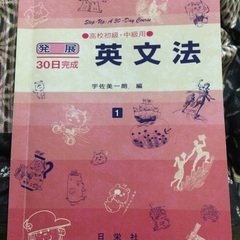 Step-Up: A 30-Day Course
●高校初級・中級用●
発展
30日完成
英文法
宇佐美一朗 編
1
日栄社